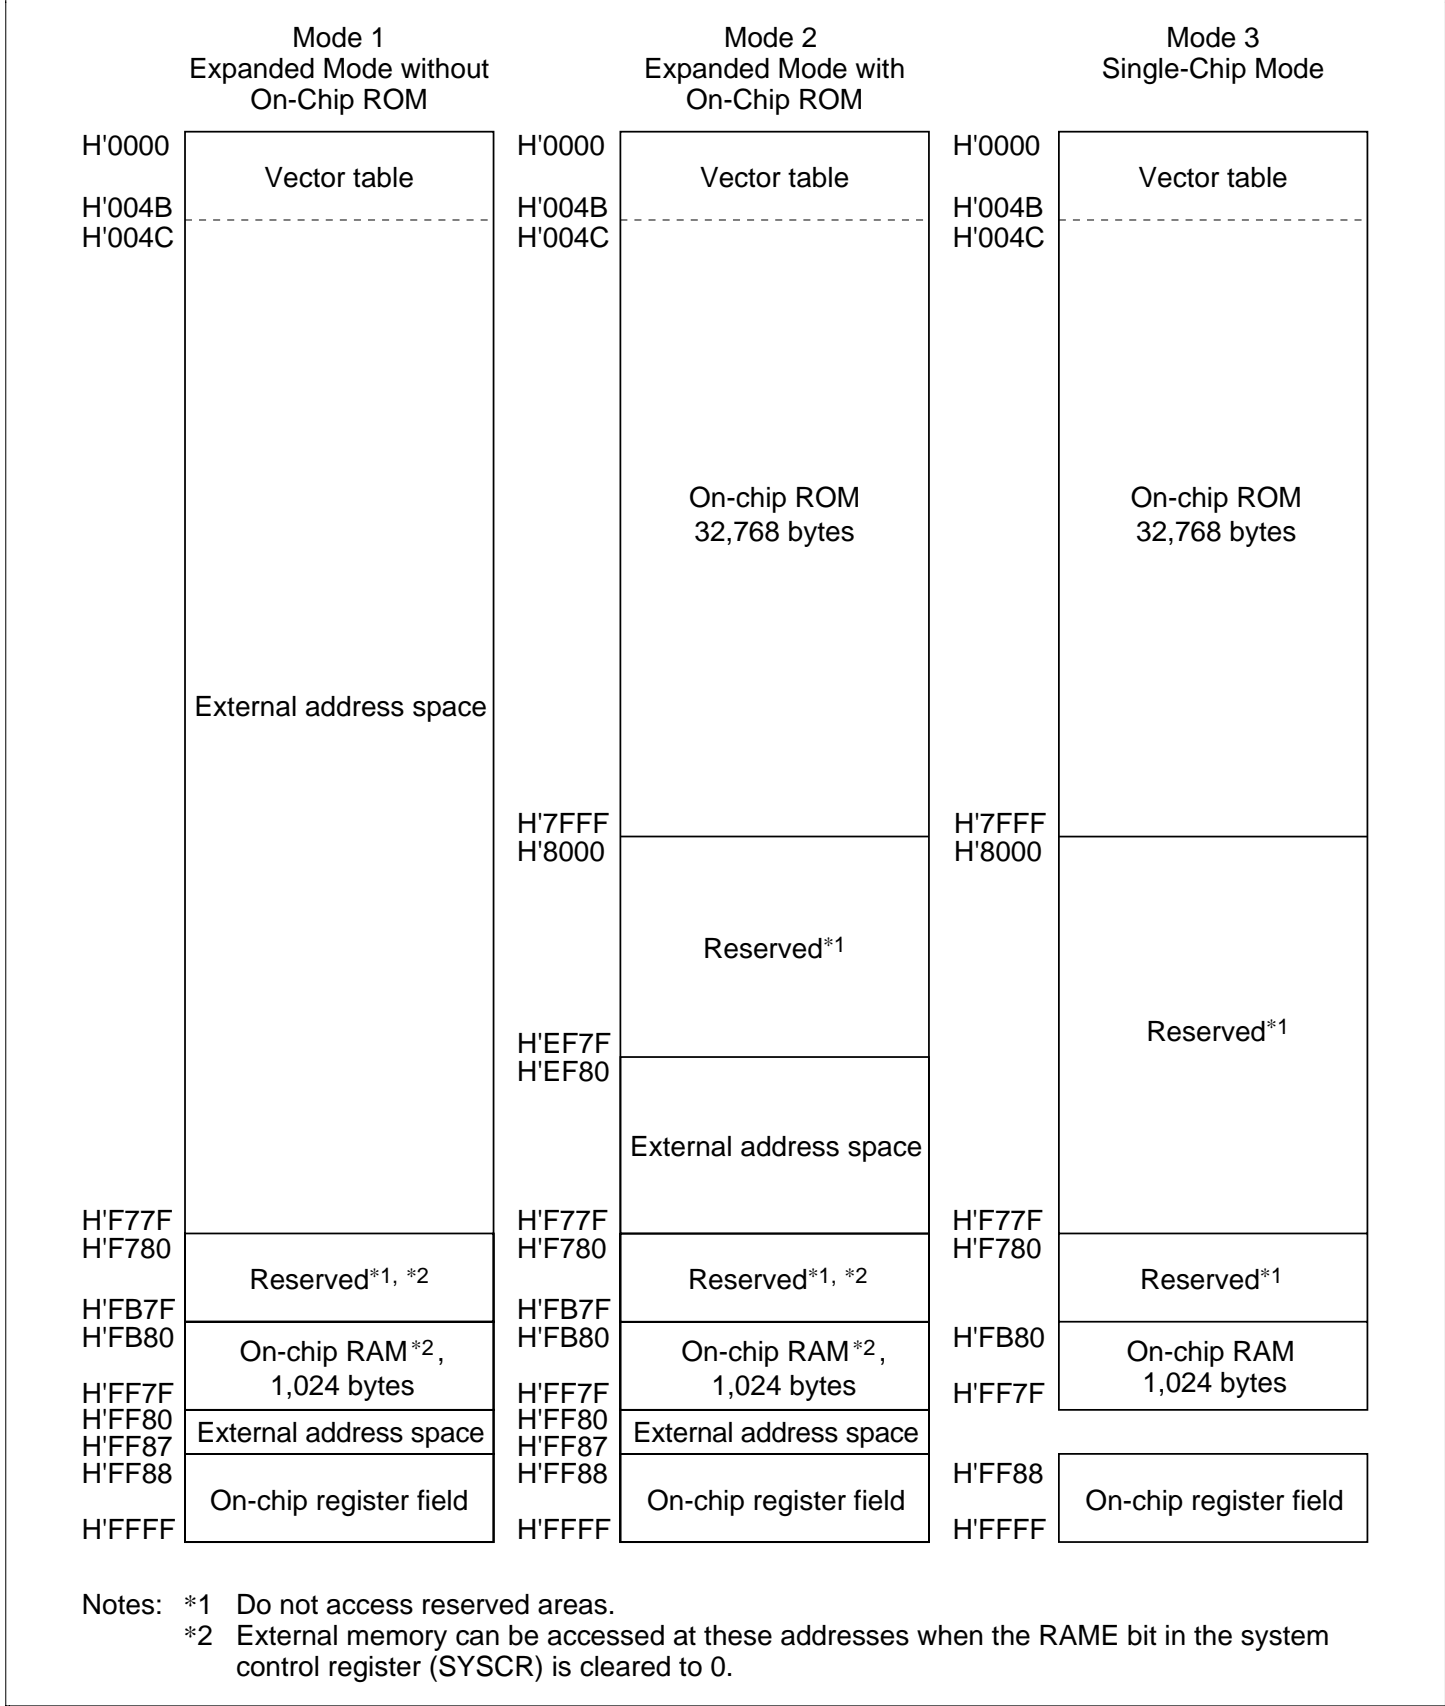 Mode 1
Expanded Mode without
On-Chip ROM
H'0000
Vector table
H'004B
H'004C
External address space
H'F77F
H'F780
Reserved*1, *2
H'FB7F
H'FB80
On-chip RAM*2,
1,024 bytes
H'FF7F
H'FF80
External address space
H'FF87
H'FF88
On-chip register field
H'FFFF
Mode 2
Expanded Mode with
On-Chip ROM
H'0000
Vector table
H'004B
H'004C
On-chip ROM
32,768 bytes
H'7FFF
H'8000
Reserved*1
H'EF7F
H'EF80
External address space
H'F77F
H'F780
Reserved*1, *2
H'FB7F
H'FB80
On-chip RAM*2,
1,024 bytes
H'FF7F
H'FF80
External address space
H'FF87
H'FF88
On-chip register field
H'FFFF
Mode 3
Single-Chip Mode
H'0000
Vector table
H'004B
H'004C
On-chip ROM
32,768 bytes
H'7FFF
H'8000
Reserved*1
H'F77F
H'F780
Reserved*1
H'FB80
On-chip RAM
1,024 bytes
H'FF7F
H'FF88
On-chip register field
H'FFFF
Notes: *1 Do not access reserved areas.
*2 External memory can be accessed at these addresses when the RAME bit in the system
control register (SYSCR) is cleared to 0.